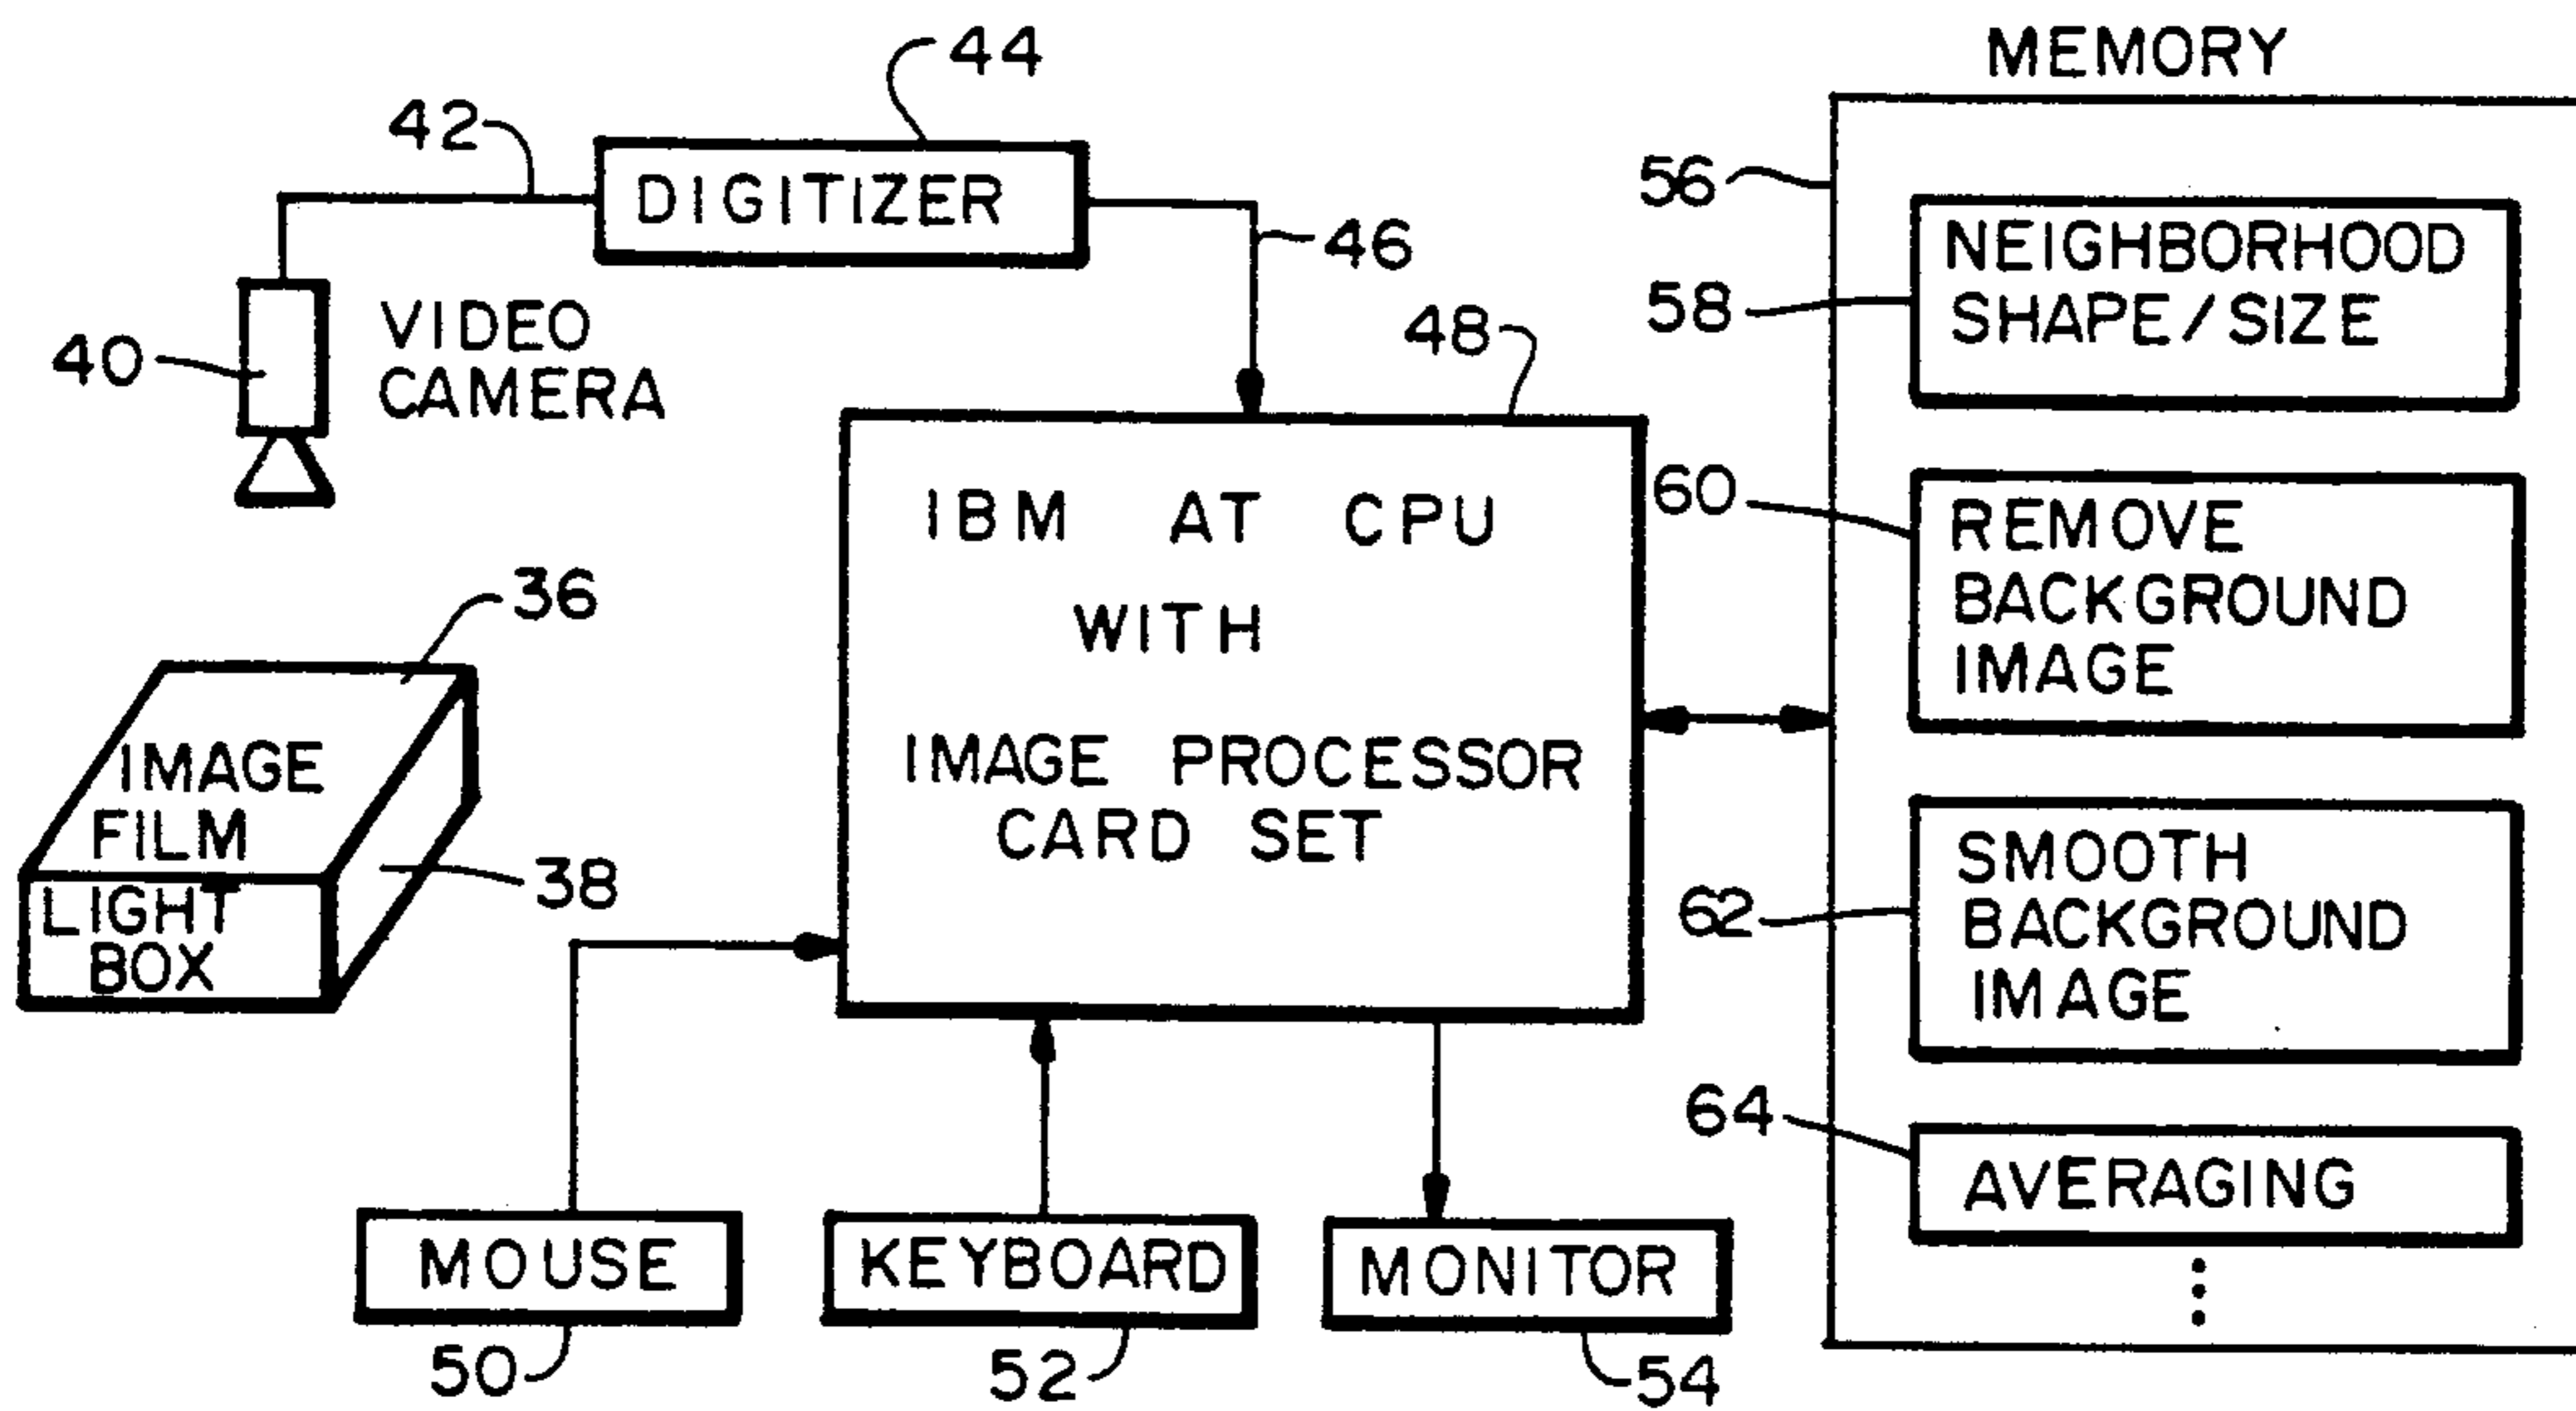 44
MEMORY
42
DIGITIZER
56
46
NEIGHBORHOOD
SHAPE/SIZE
58
40
VIDEO
CAMERA
48
60
REMOVE
BACKGROUND
IMAGE
IBM AT CPU
WITH
IMAGE PROCESSOR
CARD SET
36
IMAGE
FILM
38
LIGHT
BOX
62
SMOOTH
BACKGROUND
IMAGE
64
AVERAGING
MOUSE
KEYBOARD
MONITOR
50
52
54